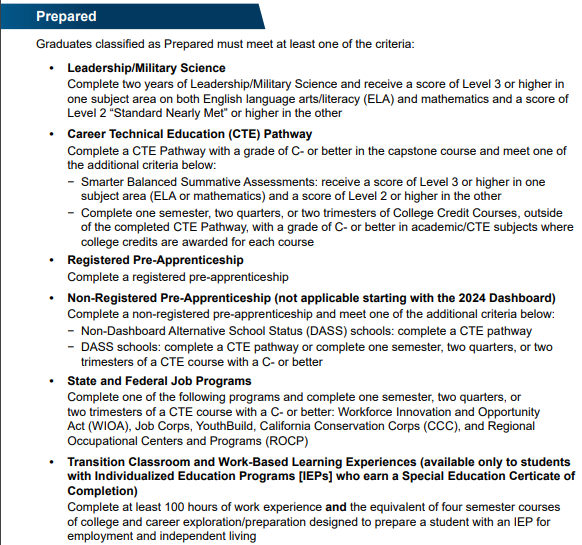 Prepared
Graduates classified as Prepared must meet at least one of the criteria:
• Leadership/Military Science
Complete two years of Leadership/Military Science and receive a score of Level 3 or higher in
one subject area on both English language arts/literacy (ELA) and mathematics and a score of
Level 2 “Standard Nearly Met” or higher in the other
• Career Technical Education (CTE) Pathway
Complete a CTE Pathway with a grade of C- or better in the capstone course and meet one of
the additional criteria below:
− Smarter Balanced Summative Assessments: receive a score of Level 3 or higher in one
subject area (ELA or mathematics) and a score of Level 2 or higher in the other
− Complete one semester, two quarters, or two trimesters of College Credit Courses, outside
of the completed CTE Pathway, with a grade of C- or better in academic/CTE subjects where
college credits are awarded for each course
• Registered Pre-Apprenticeship
Complete a registered pre-apprenticeship
• Non-Registered Pre-Apprenticeship (not applicable starting with the 2024 Dashboard)
Complete a non-registered pre-apprenticeship and meet one of the additional criteria below:
− Non-Dashboard Alternative School Status (DASS) schools: complete a CTE pathway
− DASS schools: complete a CTE pathway or complete one semester, two quarters, or two
trimesters of a CTE course with a C- or better
• State and Federal Job Programs
Complete one of the following programs and complete one semester, two quarters, or
two trimesters of a CTE course with a C- or better: Workforce Innovation and Opportunity
Act (WIOA), Job Corps, YouthBuild, California Conservation Corps (CCC), and Regional
Occupational Centers and Programs (ROCP)
• Transition Classroom and Work-Based Learning Experiences (available only to students
with Individualized Education Programs [IEPs] who earn a Special Education Certicate of
Completion)
Complete at least 100 hours of work experience and the equivalent of four semester courses
of college and career exploration/preparation designed to prepare a student with an IEP for
employment and independent living